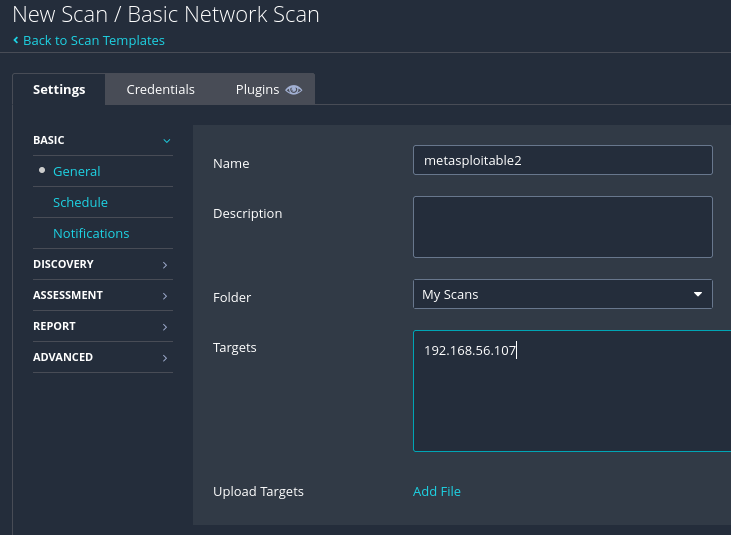 New Scan / Basic Network Scan
Back to Scan Templates
Settings Credentials Plugins
BASIC
General
Schedule
Notifications
DISCOVERY
ASSESSMENT
REPORT
ADVANCED
Name metasploitable2
Description
Folder My Scans
Targets 192.168.56.107
Upload Targets Add File